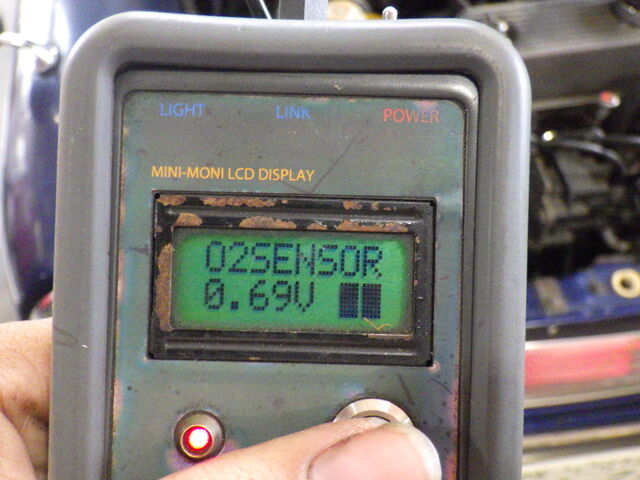 LIGHT LINK POWER
MINI-MONI LCD DISPLAY
O2SENSOR
0.69V